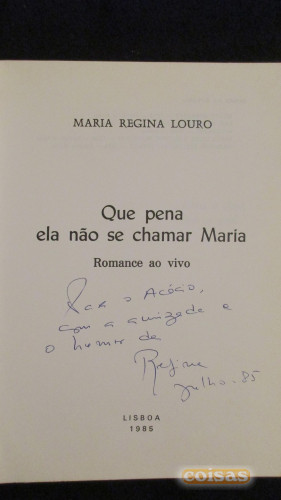 MARIA REGINA LOURO
Que pena
ela não se chamar Maria
Romance ao vivo
Para o Acácio,
com a amizade e
o humor da
Regina
Julho-85
LISBOA
1985
coisas